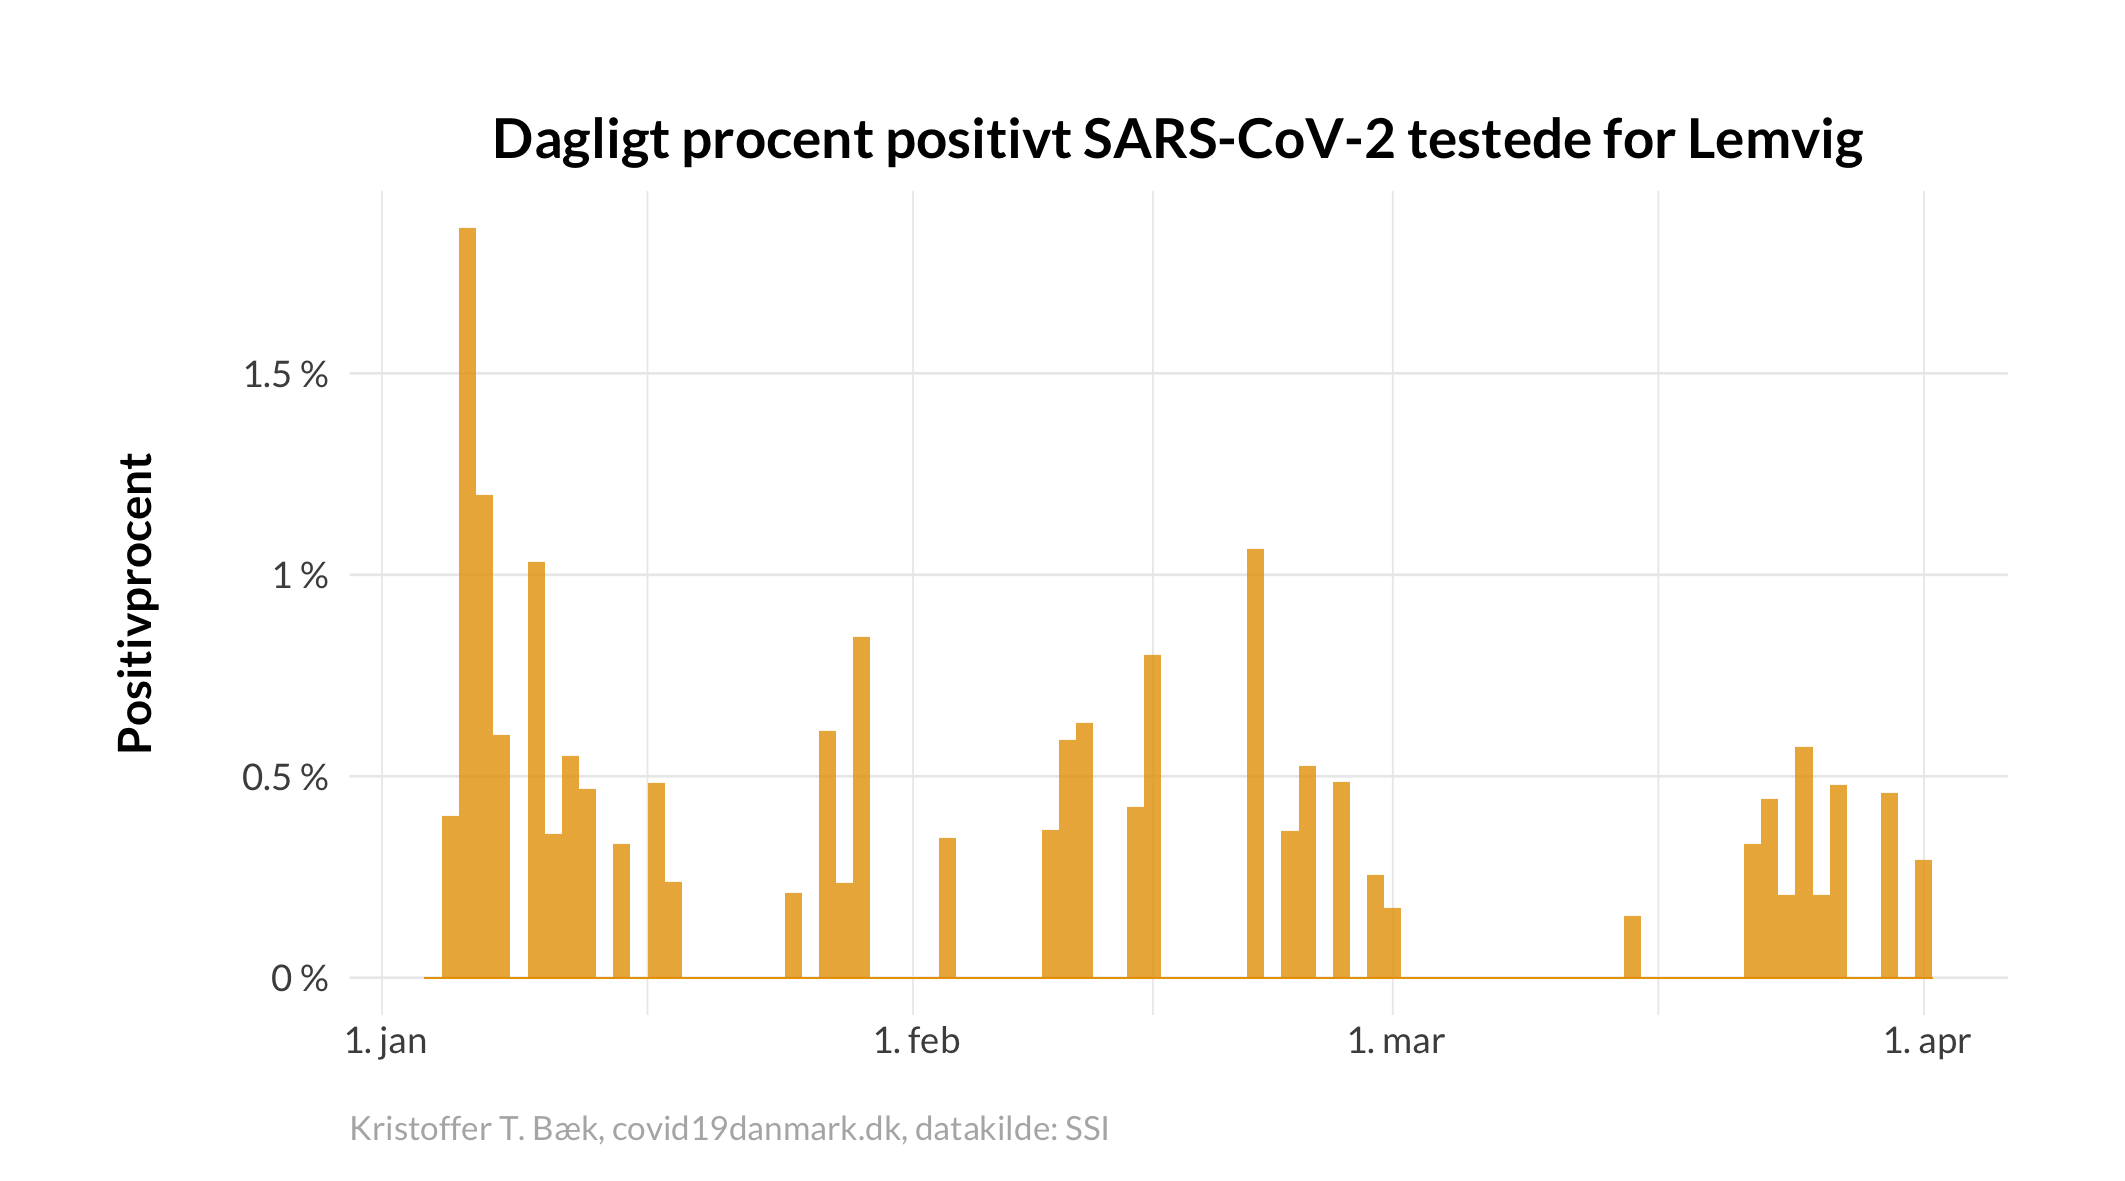 Dagligt procent positivt SARS-CoV-2 testede for Lemvig
Positivprocent
1.5 %
1 %
0.5 %
0 %
1. jan
1. feb
1. mar
1. apr
Kristoffer T. Bæk, covid19danmark.dk, datakilde: SSI